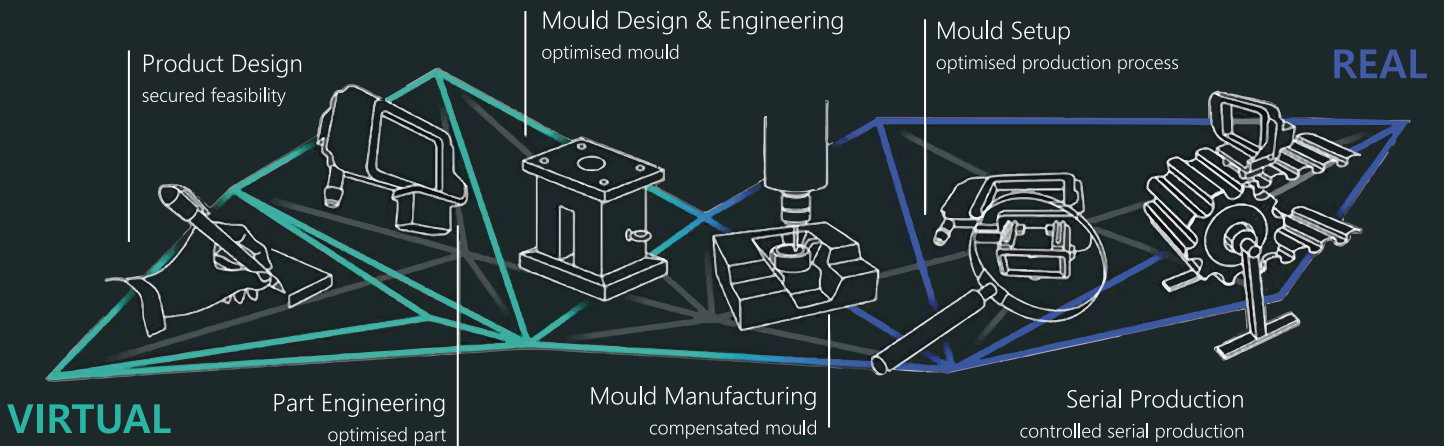 Product Design
secured feasibility
Mould Design & Engineering
optimised mould
Mould Setup
optimised production process
REAL
VIRTUAL
Part Engineering
optimised part
Mould Manufacturing
compensated mould
Serial Production
controlled serial production